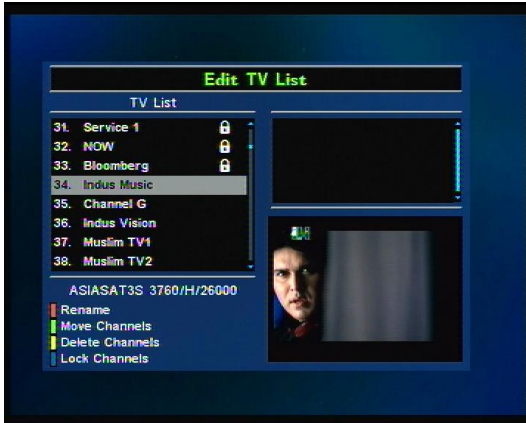 Edit TV List
TV List
31. Service 1
32. NOW
33. Bloomberg
34. Indus Music
35. Channel G
36. Indus Vision
37. Muslim TV1
38. Muslim TV2
ASIASAT3S 3760/H/26000
Rename
Move Channels
Delete Channels
Lock Channels